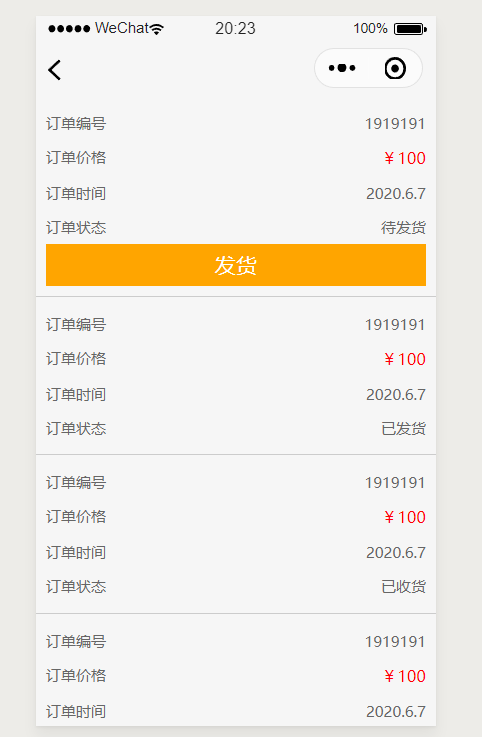 ●●●●● WeChat 20:23 100%
订单编号 1919191
订单价格 ￥100
订单时间 2020.6.7
订单状态 待发货
发货
订单编号 1919191
订单价格 ￥100
订单时间 2020.6.7
订单状态 已发货
订单编号 1919191
订单价格 ￥100
订单时间 2020.6.7
订单状态 已收货
订单编号 1919191
订单价格 ￥100
订单时间 2020.6.7